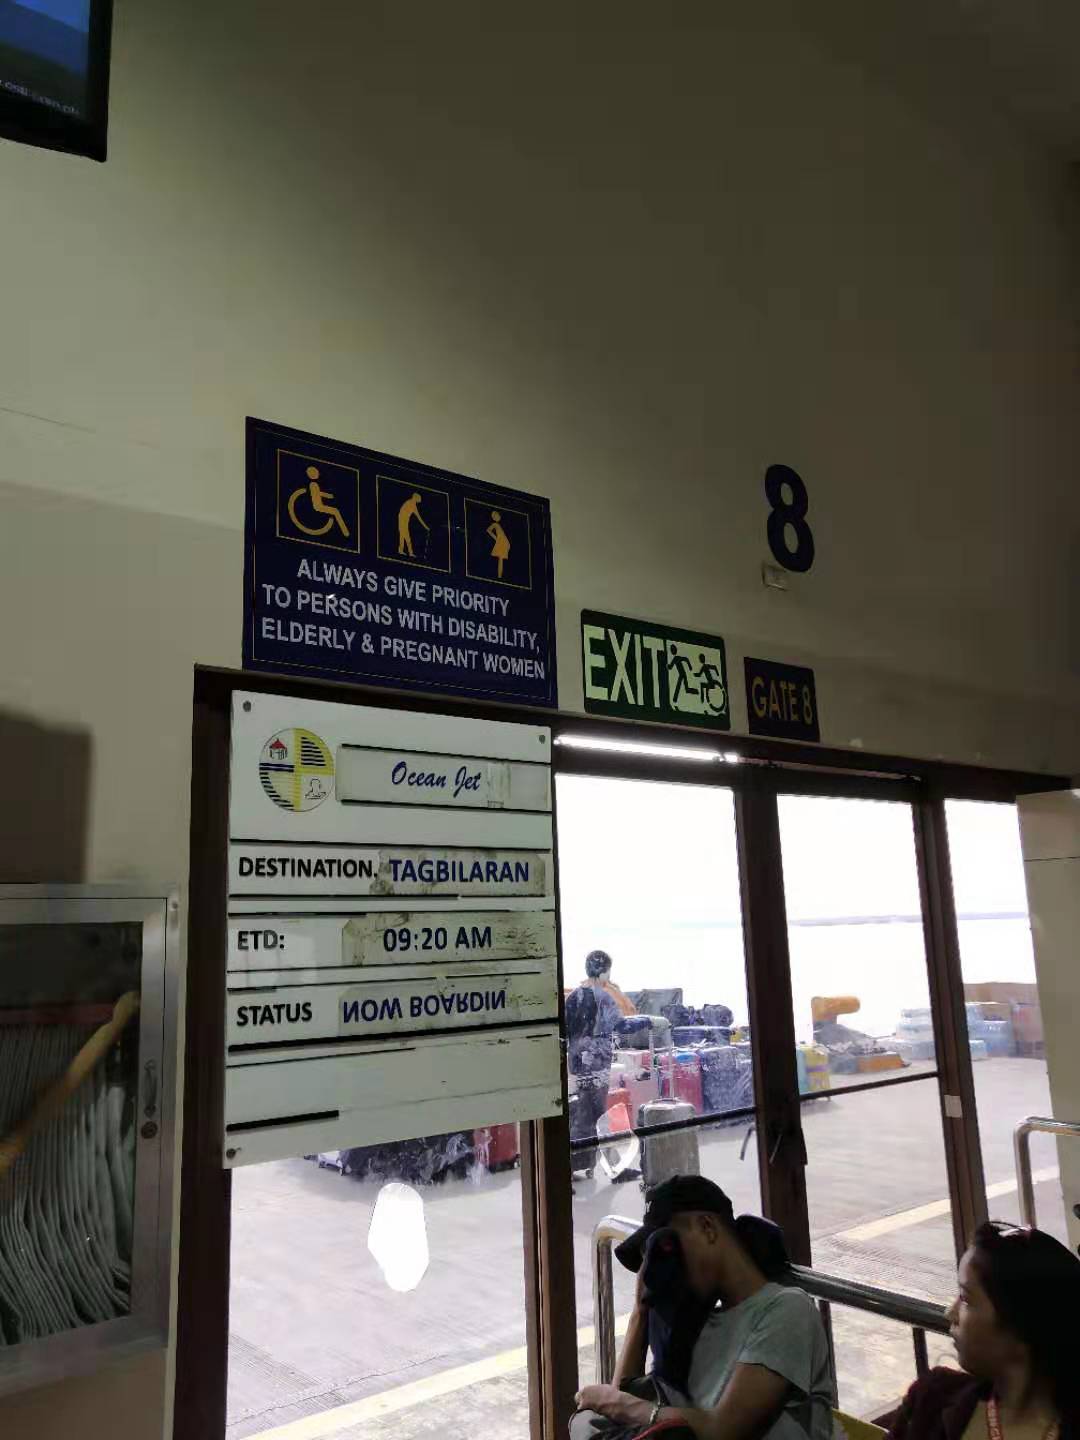 8
ALWAYS GIVE PRIORITY
TO PERSONS WITH DISABILITY,
ELDERLY & PREGNANT WOMEN
EXIT
GATE 8
Ocean Jet
DESTINATION. TAGBILARAN
ETD: 09:20 AM
STATUS NOW BOARDIN